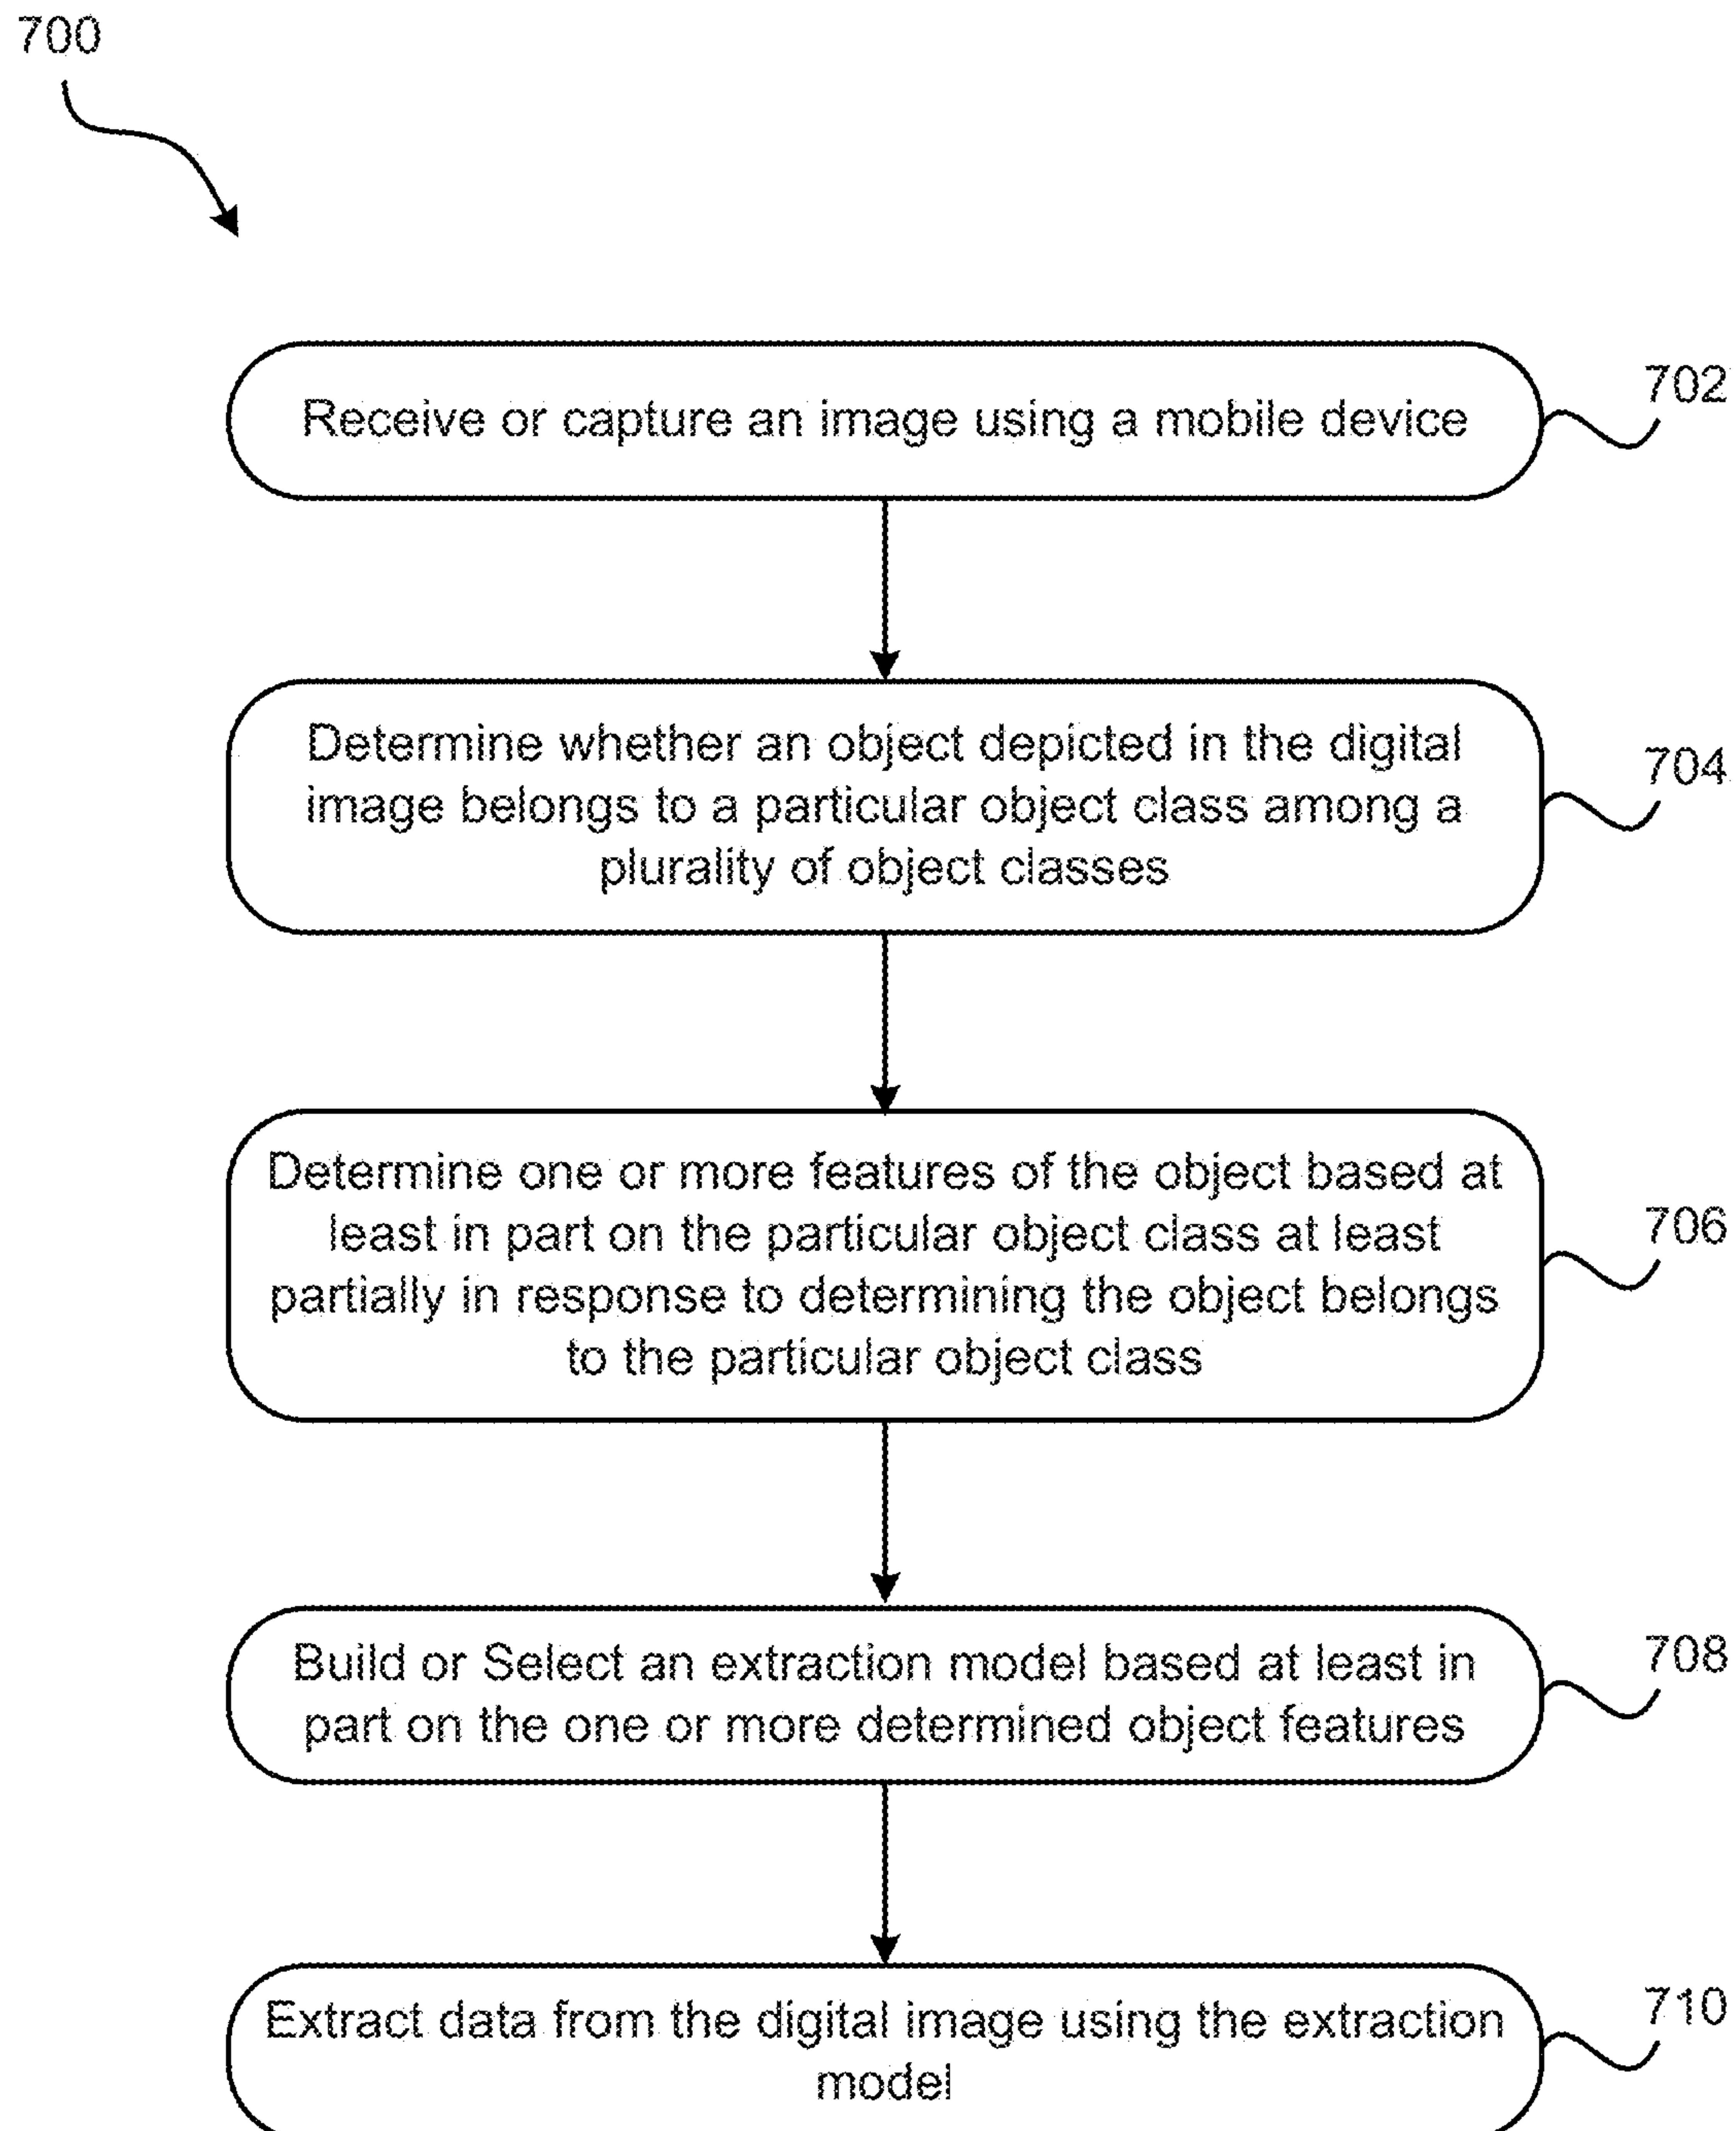 700
Receive or capture an image using a mobile device
702
Determine whether an object depicted in the digital
image belongs to a particular object class among a
plurality of object classes
704
Determine one or more features of the object based at
least in part on the particular object class at least
partially in response to determining the object belongs
to the particular object class
706
Build or Select an extraction model based at least in
part on the one or more determined object features
708
Extract data from the digital image using the extraction
model
710